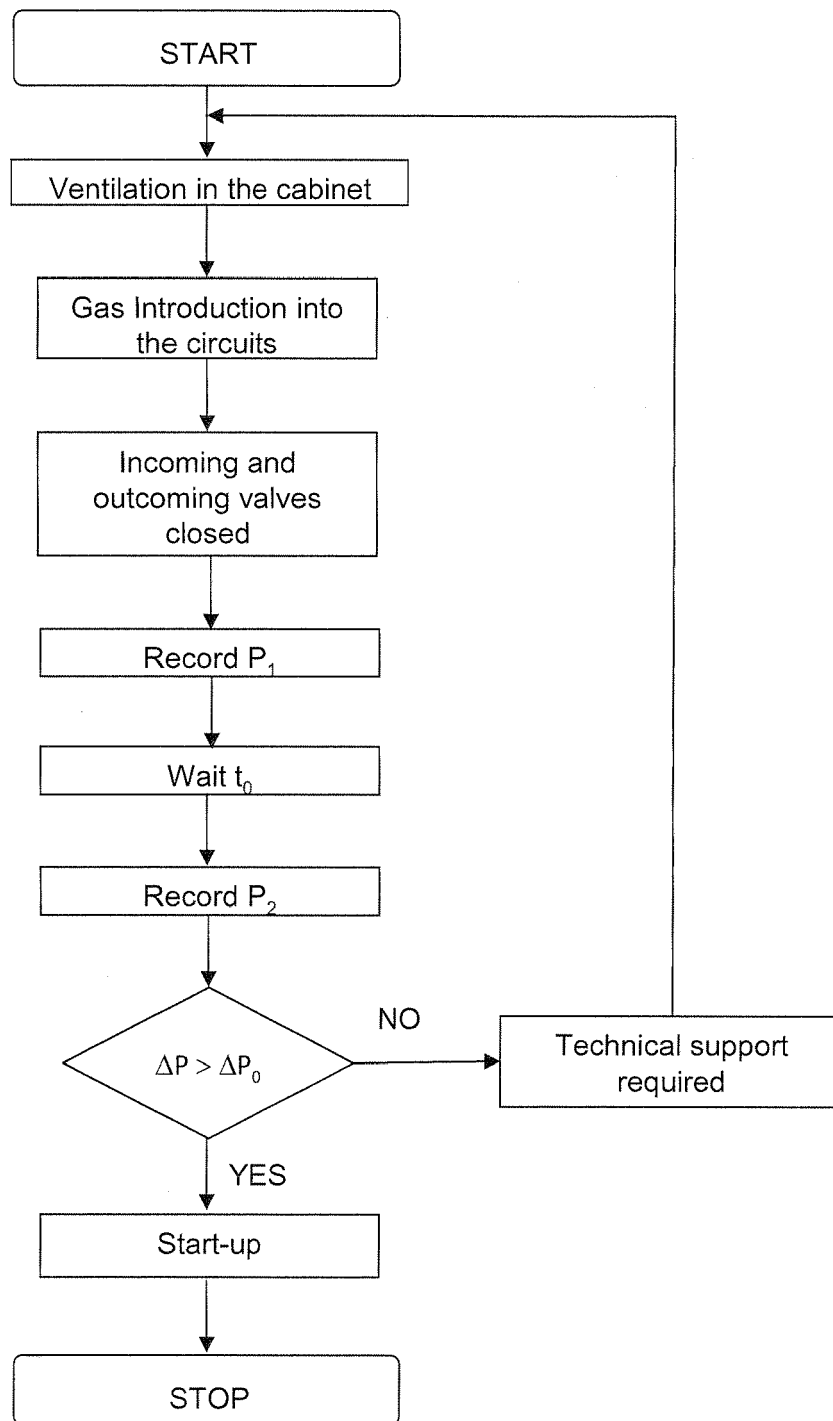 START
Ventilation in the cabinet
Gas Introduction into
the circuits
Incoming and
outcoming valves
closed
Record P₁
Wait t₀
Record P₂
ΔP > ΔP₀
NO
Technical support
required
YES
Start-up
STOP